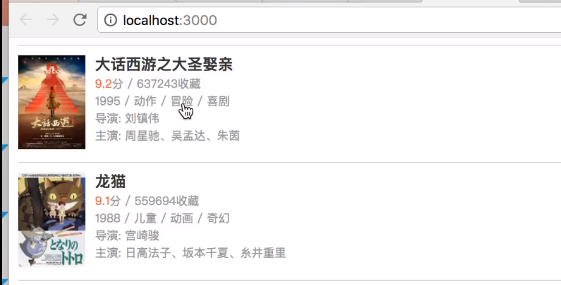 localhost:3000
大话西游之大圣娶亲
9.2分 / 637243收藏
1995 / 动作 / 冒险 / 喜剧
导演: 刘镇伟
主演: 周星驰、吴孟达、朱茵
大话西游
龙猫
9.1分 / 559694收藏
1988 / 儿童 / 动画 / 奇幻
导演: 宫崎骏
主演: 日高法子、坂本千夏、糸井重里
となりの
トトロ